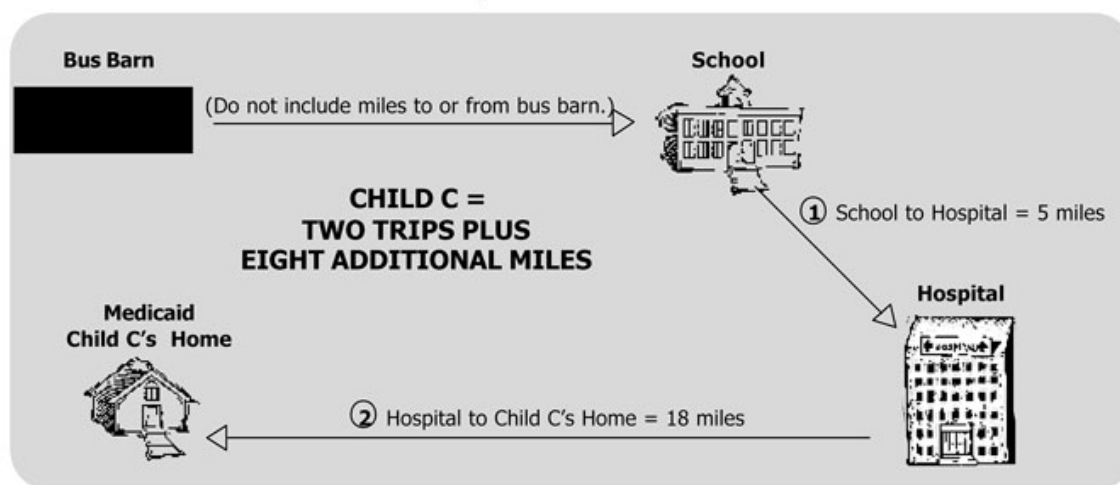 Bus Barn
School
(Do not include miles to or from bus barn.)
CHILD C =
TWO TRIPS PLUS
EIGHT ADDITIONAL MILES
① School to Hospital = 5 miles
Hospital
HOSPITAL
Medicaid
Child C's Home
② Hospital to Child C's Home = 18 miles